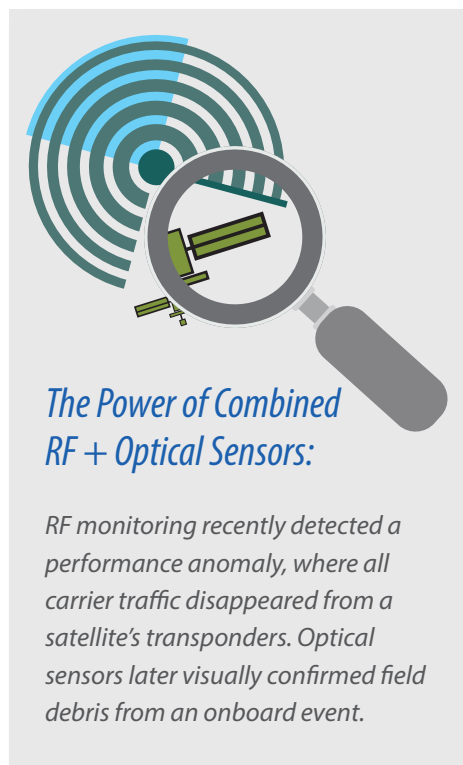 The Power of Combined
RF + Optical Sensors:
RF monitoring recently detected a
performance anomaly, where all
carrier traffic disappeared from a
satellite’s transponders. Optical
sensors later visually confirmed field
debris from an onboard event.